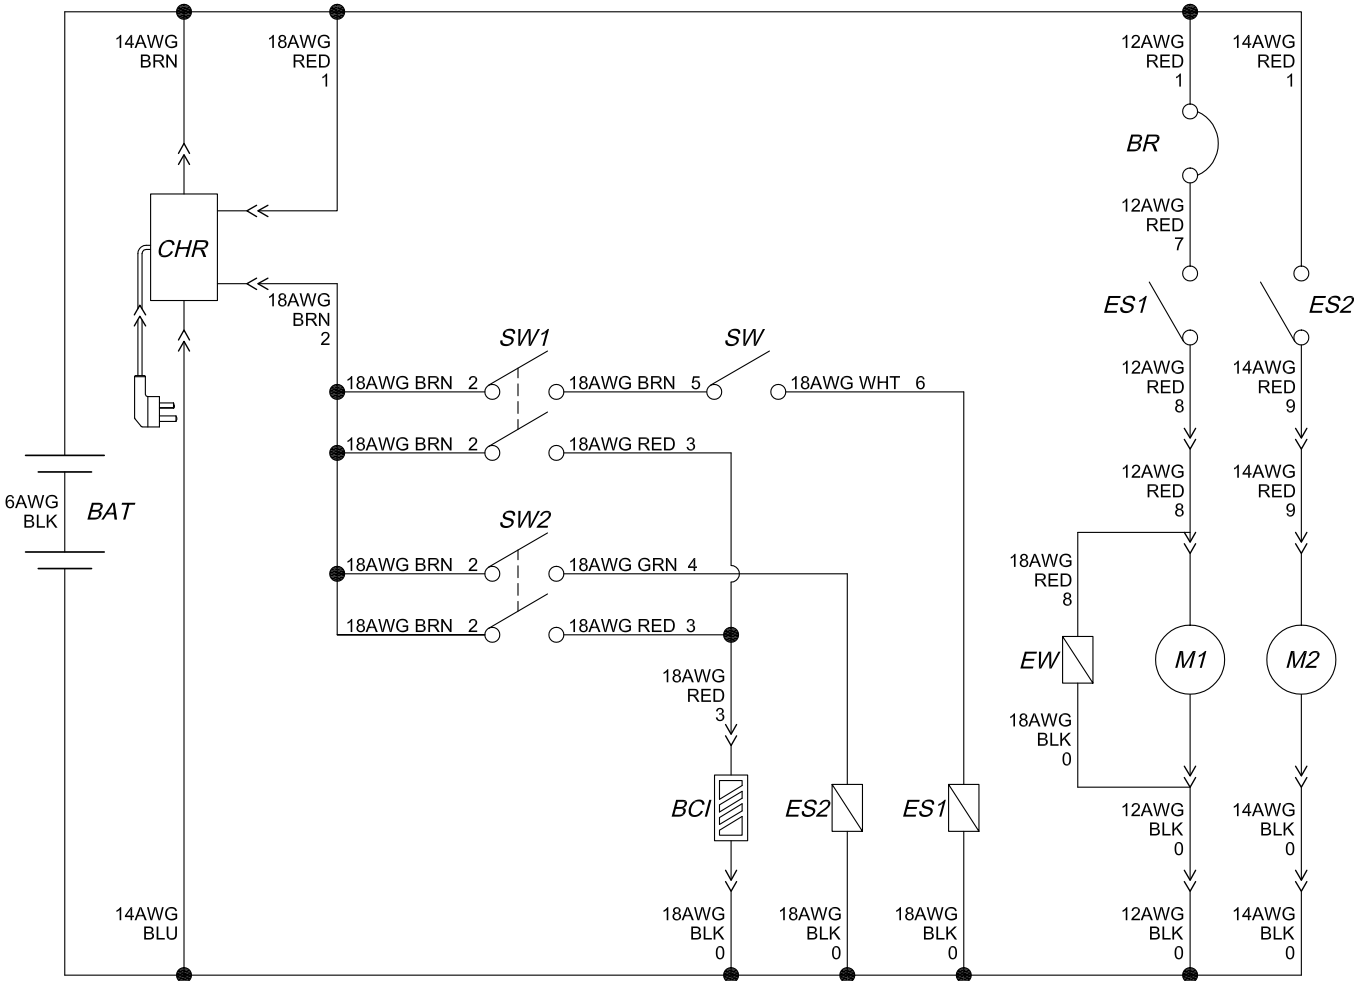 14AWG
BRN
18AWG
RED
1
12AWG
RED
1
14AWG
RED
1
BR
12AWG
RED
7
CHR
18AWG
BRN
2
ES1
ES2
SW1
SW
18AWG BRN 2
18AWG BRN 5
18AWG WHT 6
12AWG
RED
8
14AWG
RED
9
18AWG BRN 2
18AWG RED 3
6AWG
BLK
BAT
12AWG
RED
8
14AWG
RED
9
SW2
18AWG BRN 2
18AWG GRN 4
18AWG
RED
8
18AWG BRN 2
18AWG RED 3
EW
M1
M2
18AWG
RED
3
18AWG
BLK
0
BCI
ES2
ES1
12AWG
BLK
0
14AWG
BLK
0
14AWG
BLU
18AWG
BLK
0
18AWG
BLK
0
18AWG
BLK
0
12AWG
BLK
0
14AWG
BLK
0